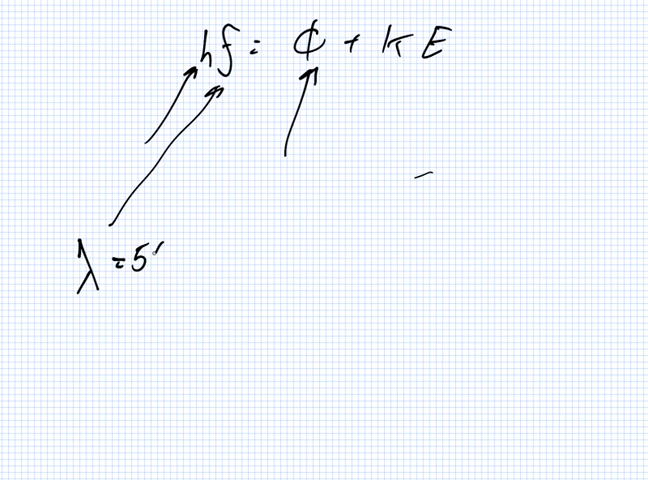 hf = ϕ + KE
λ = 5